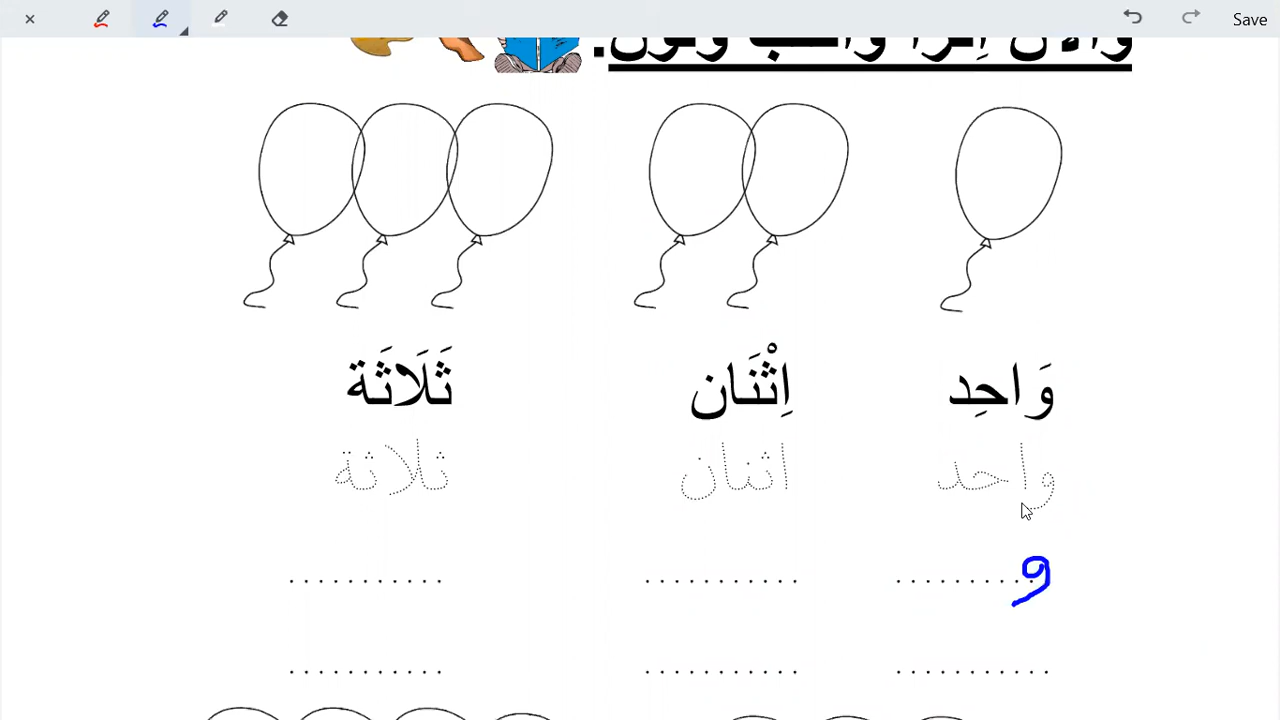 Save
وَاحِد اِثْنَان ثَلَاثَة
واحد اثنان ثلاثة
........... ........... ...........
و
........... ........... ...........